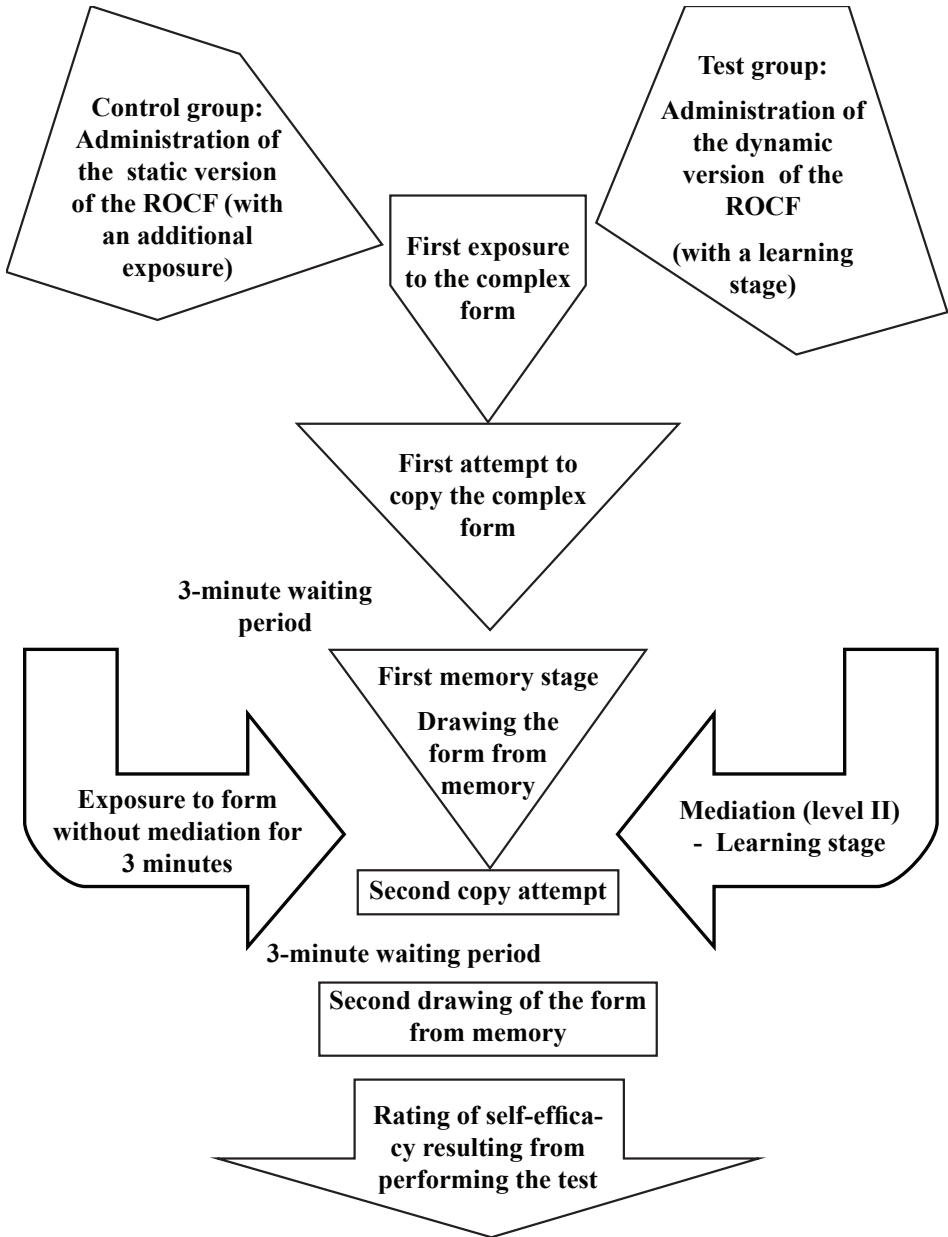 Control group:
Administration of
the static version
of the ROCF (with
an additional
exposure)
Test group:
Administration of
the dynamic
version of the
ROCF
(with a learning
stage)
First exposure
to the complex
form
First attempt to
copy the complex
form
3-minute waiting
period
First memory stage
Drawing the
form from
memory
Exposure to form
without mediation for
3 minutes
Mediation (level II)
- Learning stage
Second copy attempt
3-minute waiting period
Second drawing of the form
from memory
Rating of self-effica-
cy resulting from
performing the test